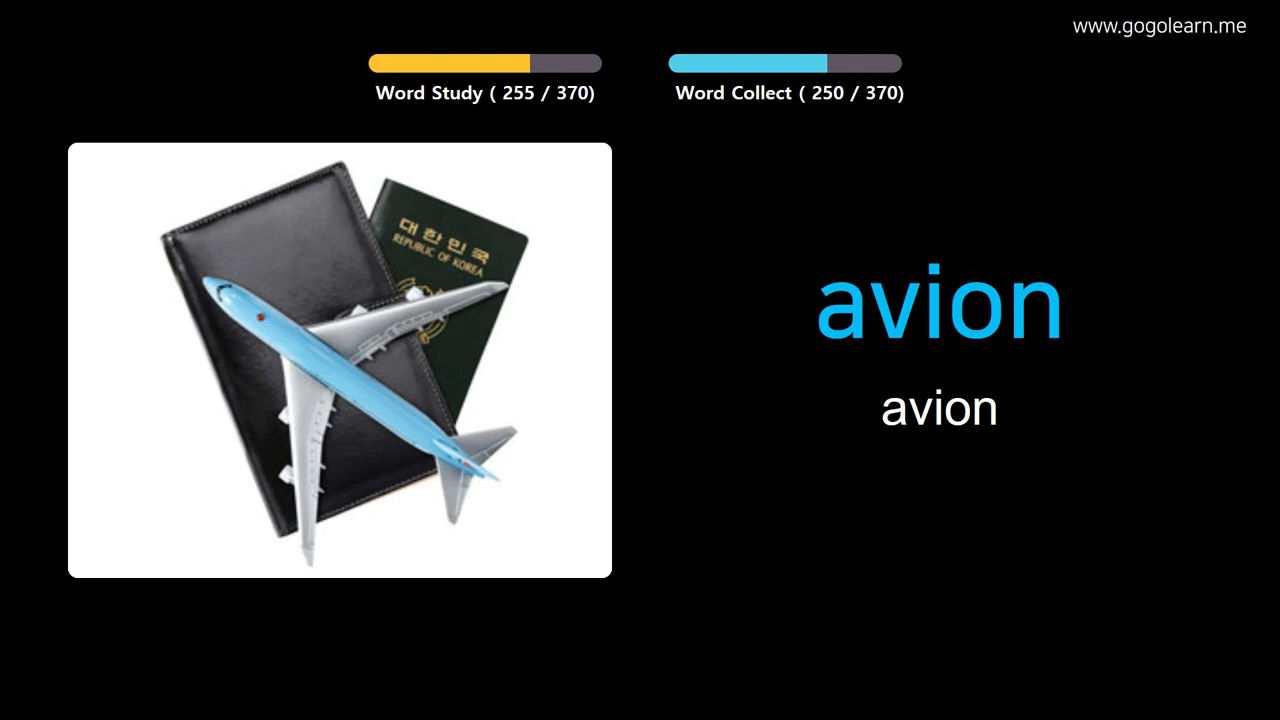 www.gogolearn.me
Word Study ( 255 / 370)
Word Collect ( 250 / 370)
대한민국
REPUBLIC OF KOREA
avion
avion